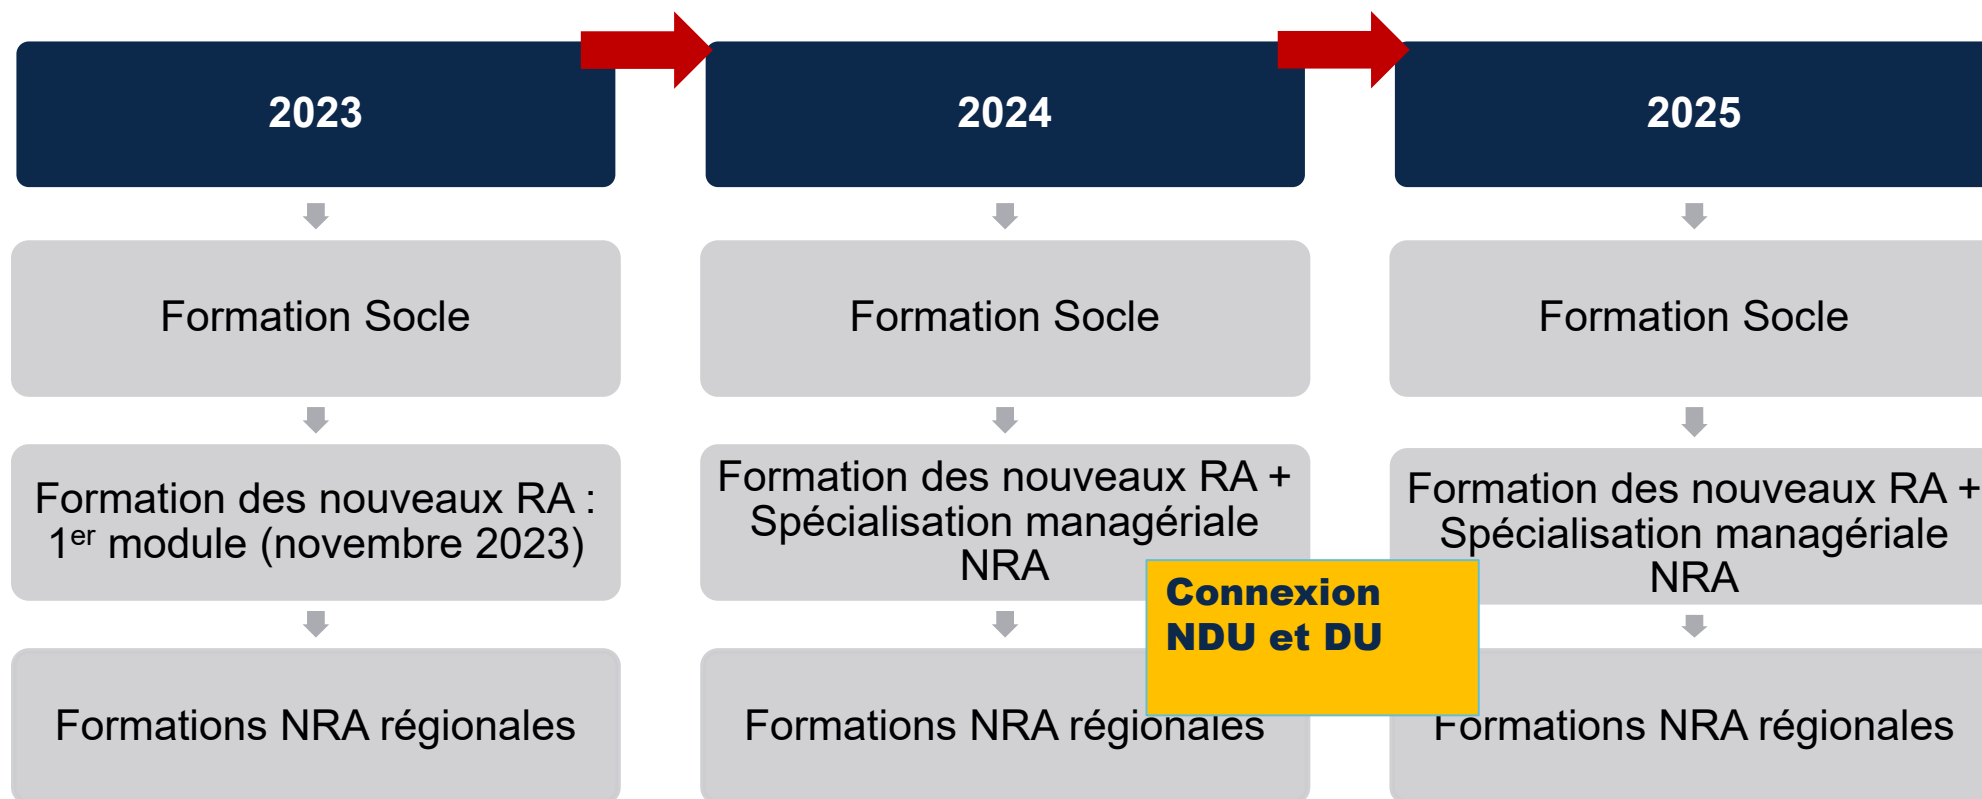 2023
2024
2025
Formation Socle
Formation Socle
Formation Socle
Formation des nouveaux RA :
1er module (novembre 2023)
Formation des nouveaux RA +
Spécialisation managériale
NRA
Formation des nouveaux RA +
Spécialisation managériale
NRA
Connexion
NDU et DU
Formations NRA régionales
Formations NRA régionales
Formations NRA régionales